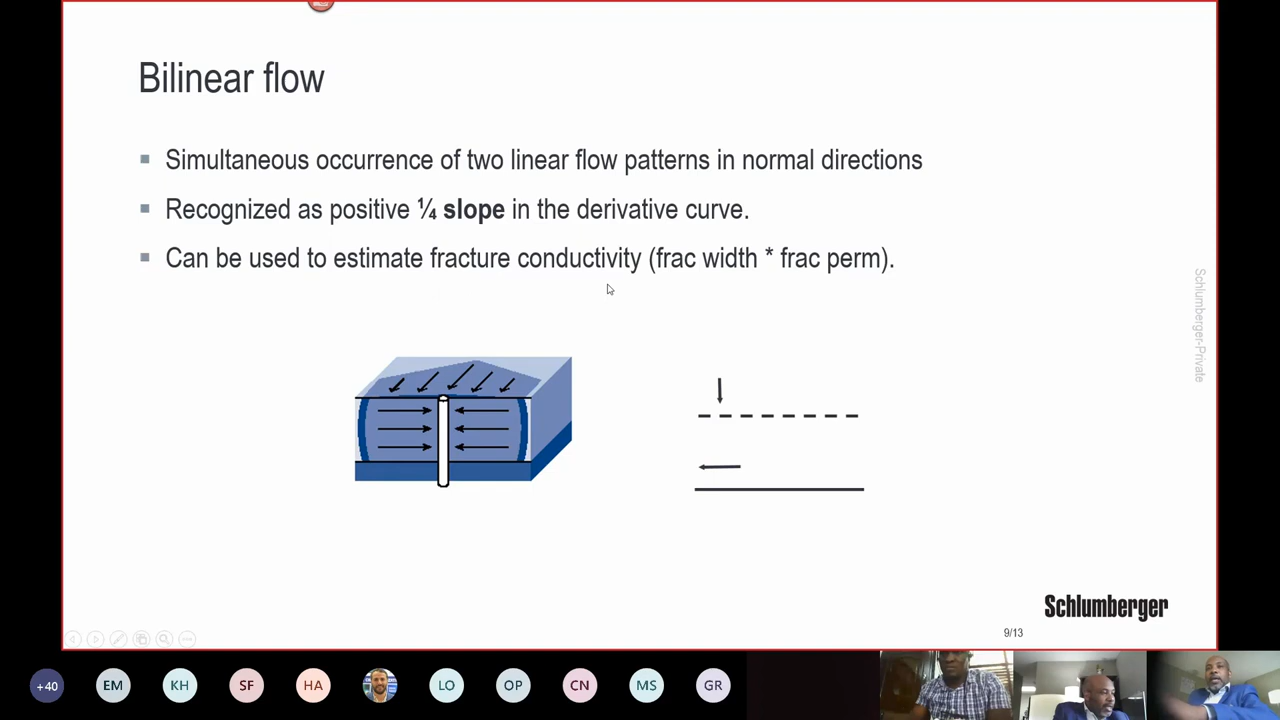 Bilinear flow
Simultaneous occurrence of two linear flow patterns in normal directions
Recognized as positive ¼ slope in the derivative curve.
Can be used to estimate fracture conductivity (frac width * frac perm).
Schlumberger-Private
Schlumberger
9/13
+40
EM
KH
SF
HA
LO
OP
CN
MS
GR